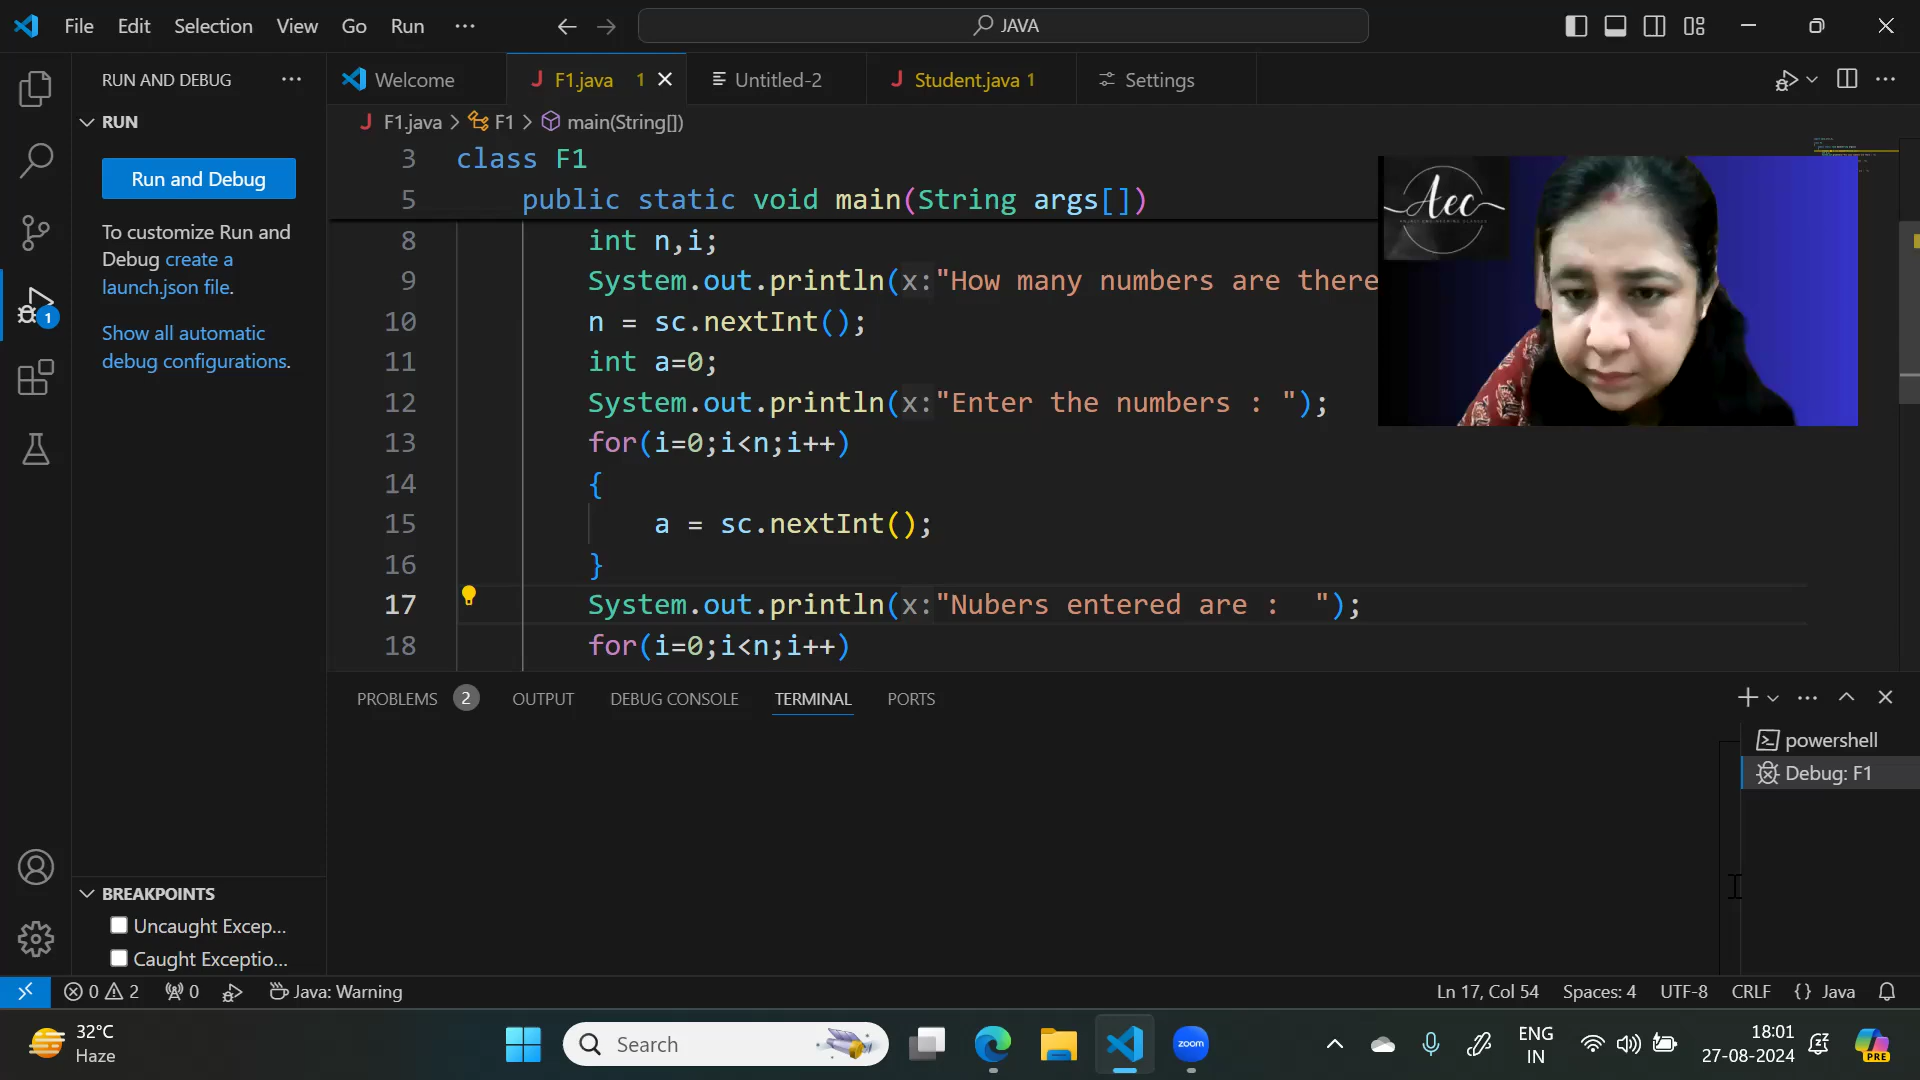 File Edit Selection View Go Run ··· JAVA
RUN AND DEBUG ···
Welcome F1.java 1 Untitled-2 Student.java 1 Settings
F1.java > F1 > main(String[])
RUN
Run and Debug
To customize Run and
Debug create a
launch.json file.
Show all automatic
debug configurations.
3 class F1
5 public static void main(String args[])
8 int n,i;
9 System.out.println(x:"How many numbers are there
10 n = sc.nextInt();
11 int a=0;
12 System.out.println(x:"Enter the numbers : ");
13 for(i=0;i<n;i++)
14 {
15 a = sc.nextInt();
16 }
17 System.out.println(x:"Nubers entered are :  ");
18 for(i=0;i<n;i++)
Aec
PROBLEMS 2 OUTPUT DEBUG CONSOLE TERMINAL PORTS
powershell
Debug: F1
BREAKPOINTS
Uncaught Excep...
Caught Exceptio...
0 2 0 Java: Warning Ln 17, Col 54 Spaces: 4 UTF-8 CRLF {} Java
32°C
Haze
Search
zoom
ENG
IN
18:01
27-08-2024
PRE